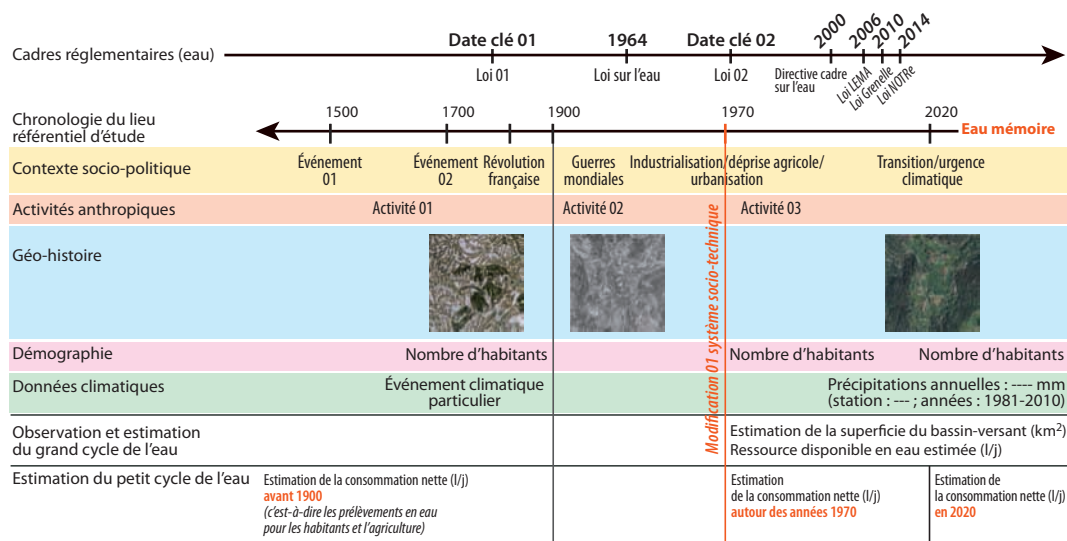 Cadres réglementaires (eau)
Date clé 01
1964
Date clé 02
2000
2006
2010
2014
Loi 01
Loi sur l'eau
Loi 02
Directive cadre
sur l'eau
Loi LEMA
Loi Grenelle
Loi NOTRe
Chronologie du lieu
référentiel d'étude
1500
1700
1900
1970
2020
Eau mémoire
Contexte socio-politique
Événement
01
Événement
02
Révolution
française
Guerres
mondiales
Industrialisation/déprise agricole/
urbanisation
Transition/urgence
climatique
Activités anthropiques
Activité 01
Activité 02
Activité 03
Géo-histoire
Modification 01 système socio-technique
Démographie
Nombre d'habitants
Nombre d'habitants
Nombre d'habitants
Données climatiques
Événement climatique
particulier
Précipitations annuelles : ---- mm
(station : --- ; années : 1981-2010)
Observation et estimation
du grand cycle de l'eau
Estimation de la superficie du bassin-versant (km²)
Ressource disponible en eau estimée (l/j)
Estimation du petit cycle de l'eau
Estimation de la consommation nette (l/j)
avant 1900
(c'est-à-dire les prélèvements en eau
pour les habitants et l'agriculture)
Estimation
de la consommation nette (l/j)
autour des années 1970
Estimation de
la consommation nette (l/j)
en 2020